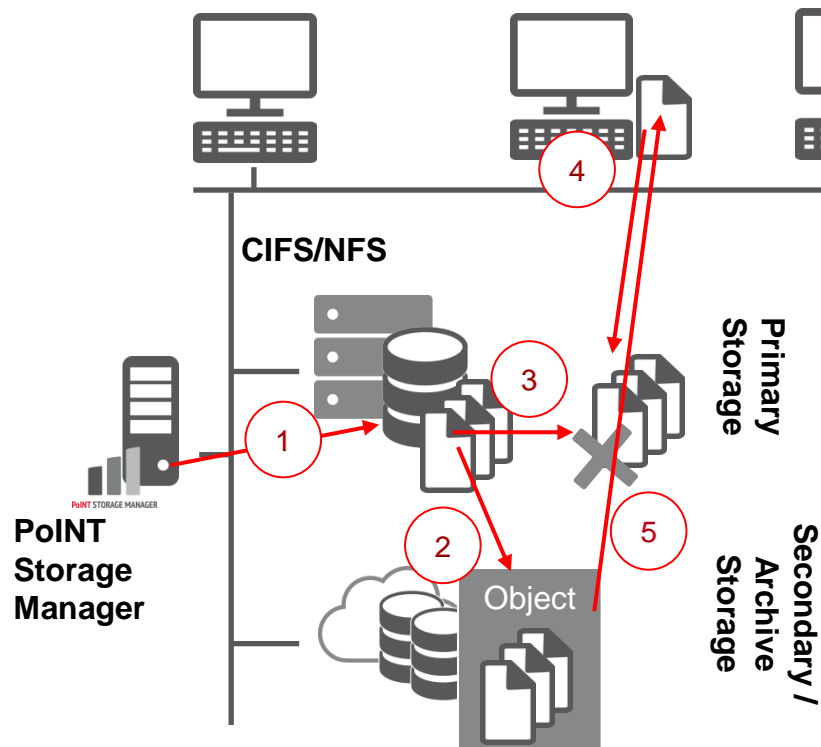 4
CIFS/NFS
Primary
Storage
3
1
PoINT STORAGE MANAGER
PoINT
Storage
Manager
2
5
Object
Secondary /
Archive
Storage